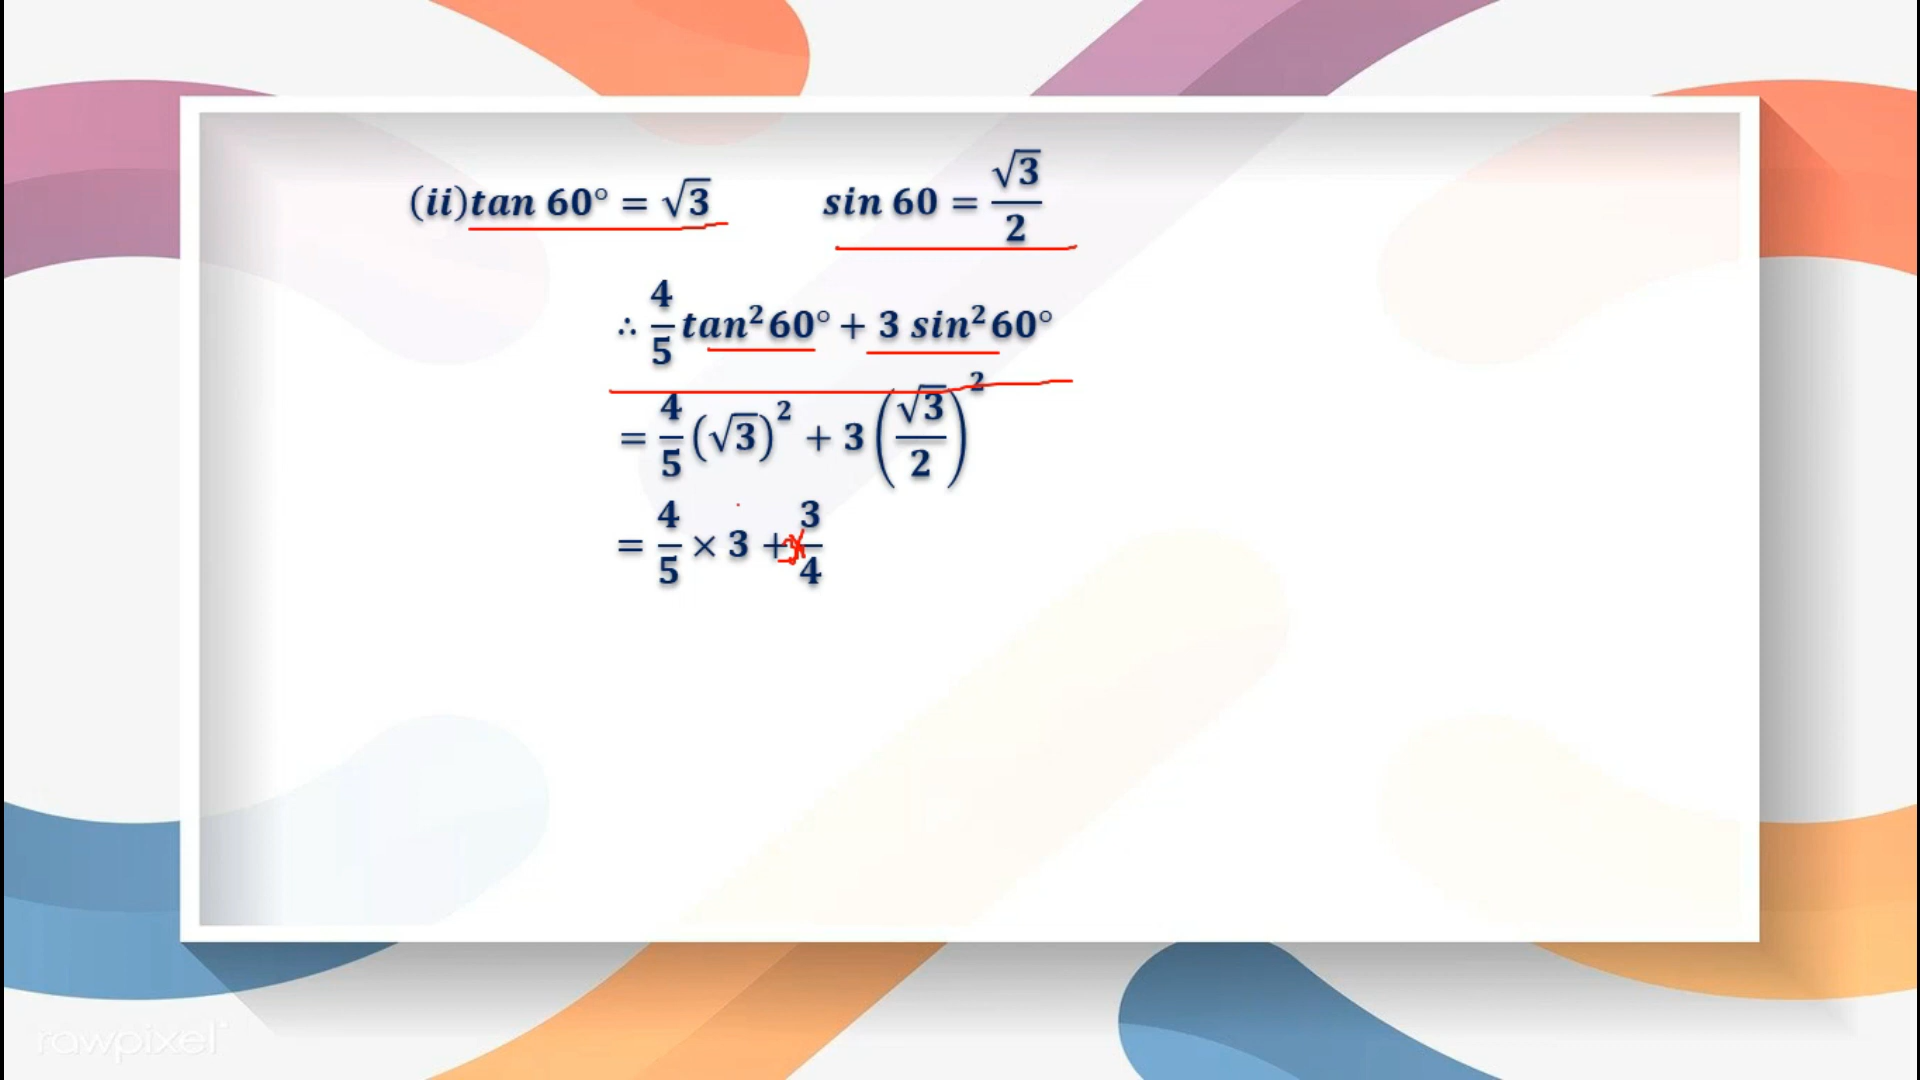 (ii) tan 60° = √3 sin 60 = √3/2
∴ 4/5 tan²60° + 3 sin²60°
= 4/5 (√3)² + 3 (√3/2)²
= 4/5 × 3 + 3× 3/4
rawpixel